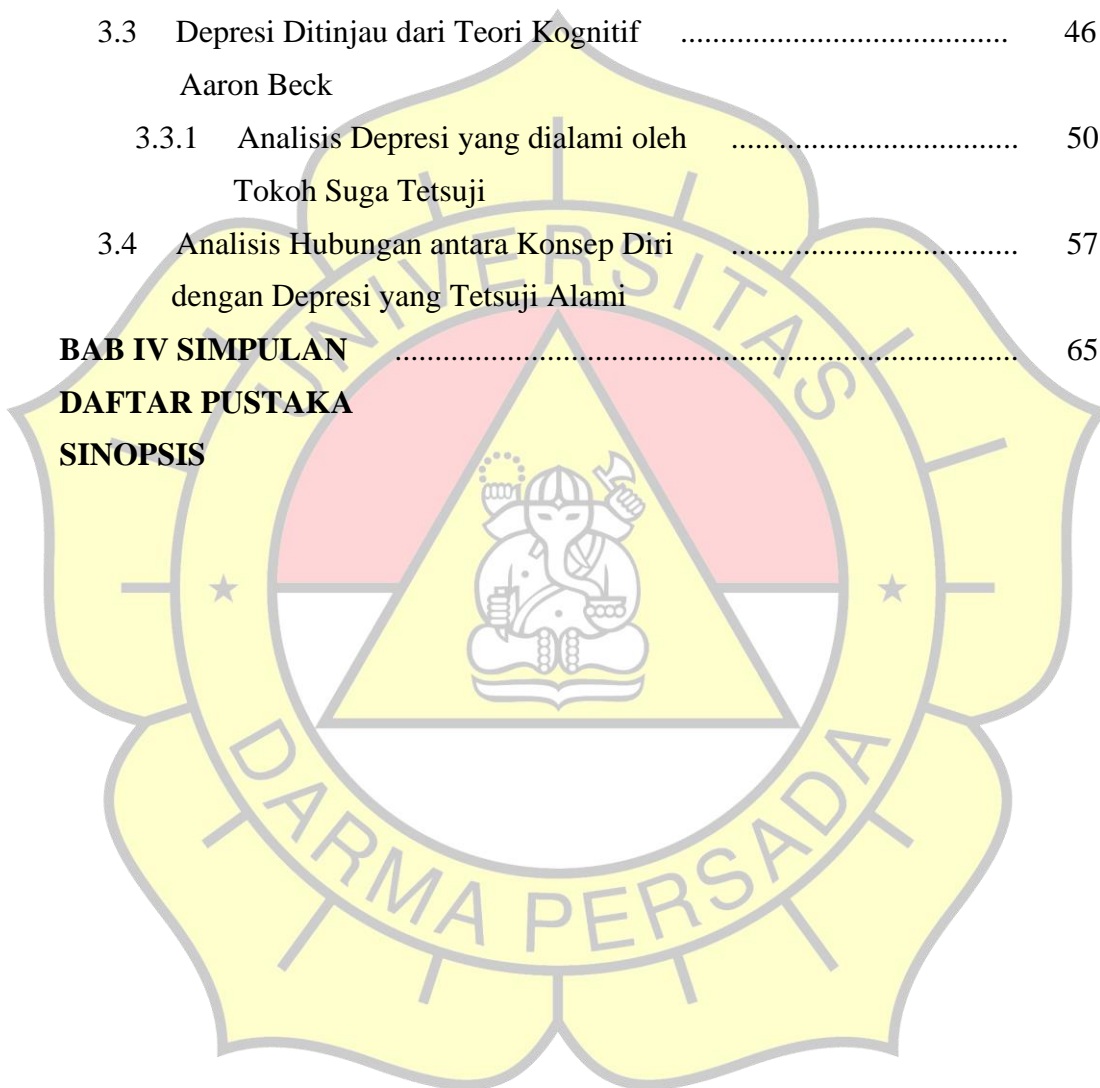 3.3 Depresi Ditinjau dari Teori Kognitif ..................................... 46
Aaron Beck
3.3.1 Analisis Depresi yang dialami oleh ................................. 50
Tokoh Suga Tetsuji
3.4 Analisis Hubungan antara Konsep Diri ................................. 57
dengan Depresi yang Tetsuji Alami
BAB IV SIMPULAN ....................................................................... 65
DAFTAR PUSTAKA
SINOPSIS
UNIVERSITAS
DARMA PERSADA